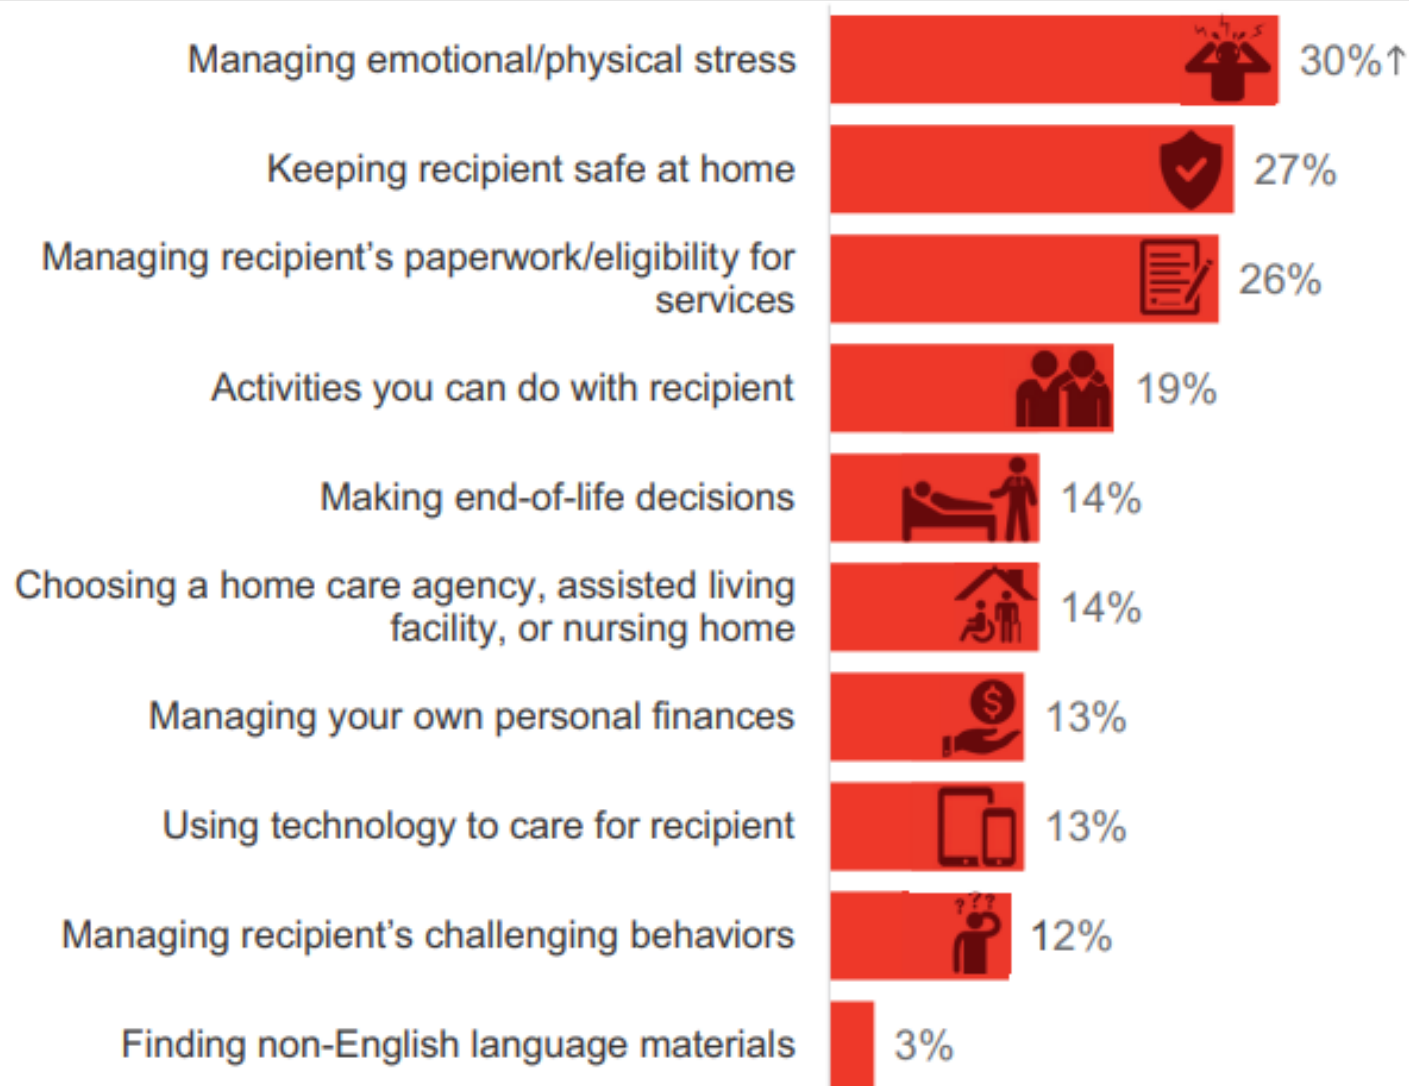 Managing emotional/physical stress 30%↑
Keeping recipient safe at home 27%
Managing recipient's paperwork/eligibility for
services 26%
Activities you can do with recipient 19%
Making end-of-life decisions 14%
Choosing a home care agency, assisted living
facility, or nursing home 14%
Managing your own personal finances 13%
Using technology to care for recipient 13%
Managing recipient's challenging behaviors 12%
Finding non-English language materials 3%